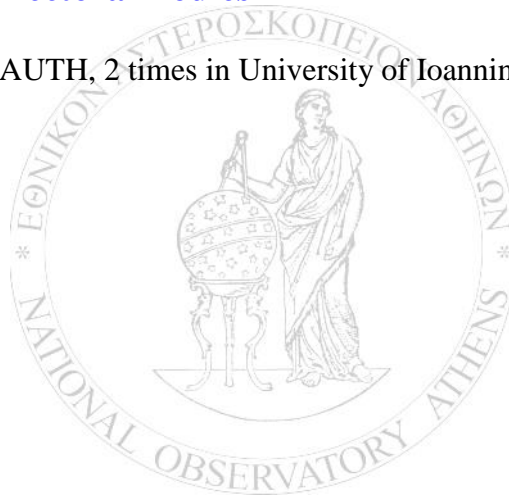 AUTH, 2 times in University of Ioannin
ΕΘΝΙΚΟΝ ΑΣΤΕΡΟΣΚΟΠΕΙΟΝ ΑΘΗΝΩΝ
* NATIONAL OBSERVATORY ATHENS *